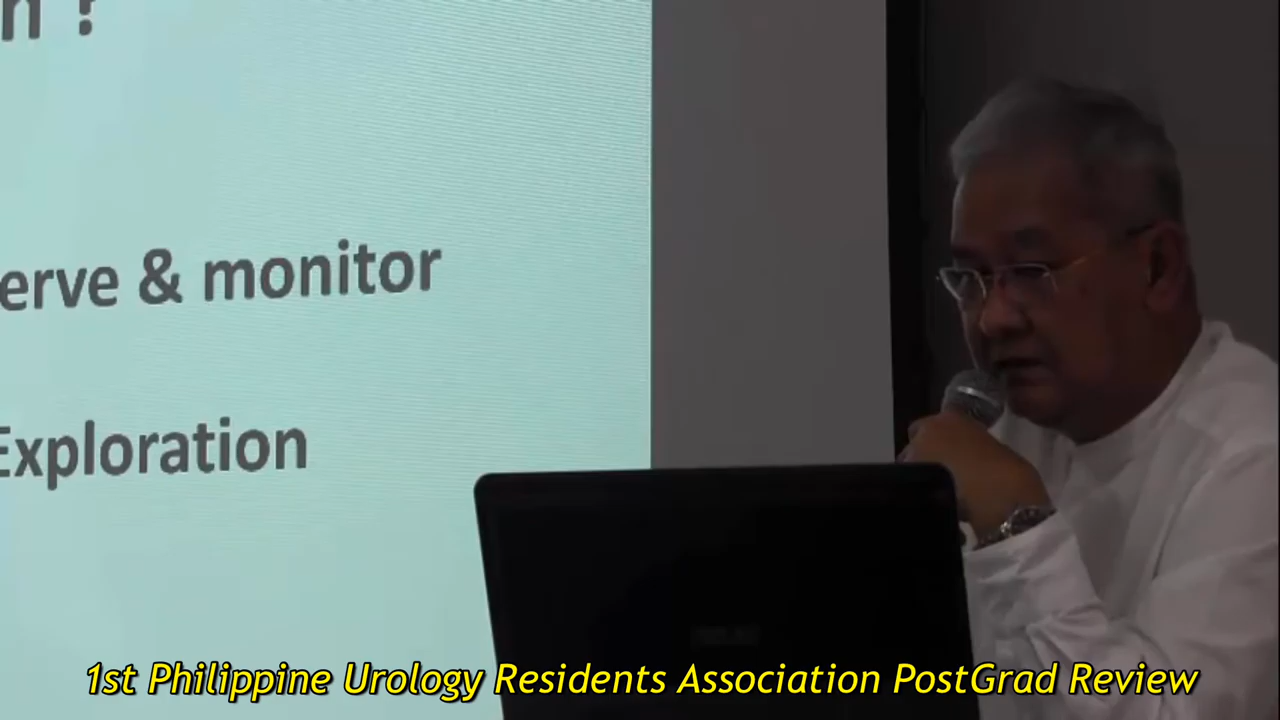 n ?
erve & monitor
Exploration
1st Philippine Urology Residents Association PostGrad Review